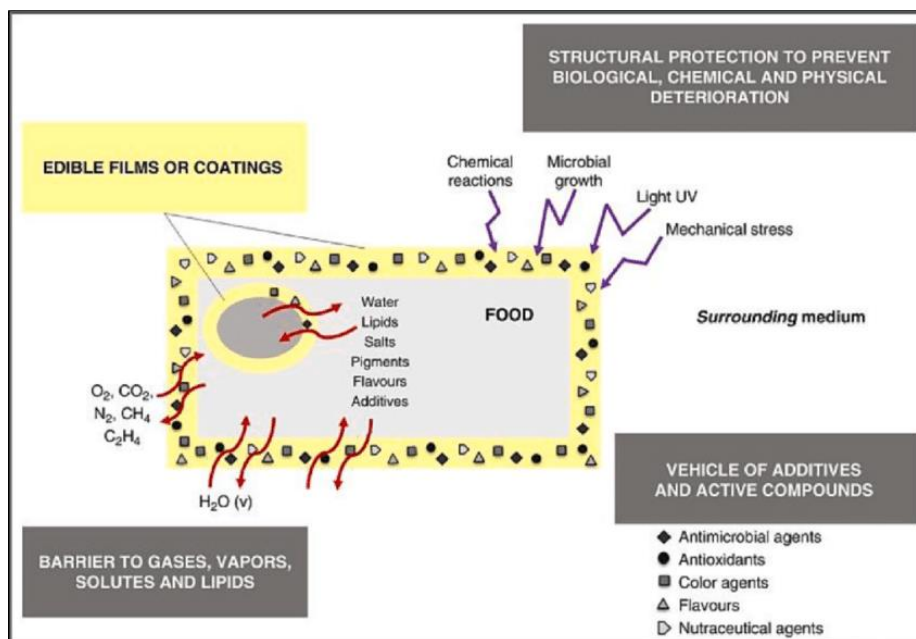 STRUCTURAL PROTECTION TO PREVENT
BIOLOGICAL, CHEMICAL AND PHYSICAL
DETERIORATION
EDIBLE FILMS OR COATINGS
Chemical
reactions
Microbial
growth
Light UV
Mechanical stress
Water
Lipids
Salts
Pigments
Flavours
Additives
FOOD
Surrounding medium
O₂, CO₂,
N₂, CH₄
C₂H₄
H₂O (v)
BARRIER TO GASES, VAPORS,
SOLUTES AND LIPIDS
VEHICLE OF ADDITIVES
AND ACTIVE COMPOUNDS
Antimicrobial agents
Antioxidants
Color agents
Flavours
Nutraceutical agents